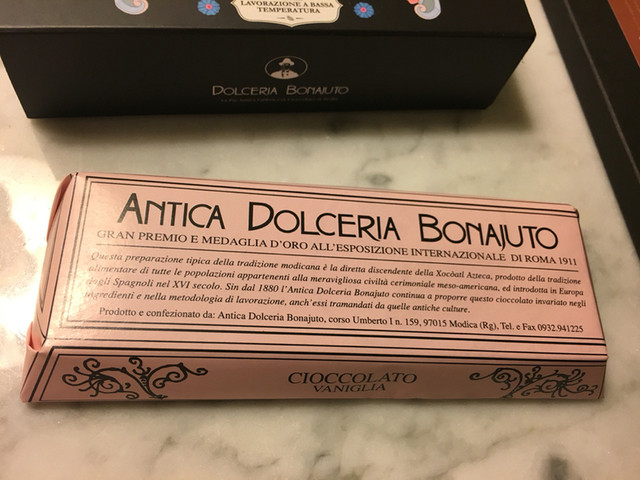 LAVORAZIONE A BASSA
TEMPERATURA
DOLCERIA BONAJUTO
ANTICA DOLCERIA BONAJUTO
GRAN PREMIO E MEDAGLIA D'ORO ALL'ESPOSIZIONE INTERNAZIONALE DI ROMA 1911
Questa preparazione tipica della tradizione modicana è la diretta discendente della Xocòatl Azteca, prodotto della tradizione
alimentare di tutte le popolazioni appartenenti alla meravigliosa civiltà cerimoniale meso-americana, ed introdotta in Europa
dagli Spagnoli nel XVI secolo. Sin dal 1880 l'Antica Dolceria Bonajuto continua a proporre questo cioccolato invariato negli
ingredienti e nella metodologia di lavorazione, anch'essi tramandati da quelle antiche culture.
Prodotto e confezionato da: Antica Dolceria Bonajuto, corso Umberto I n. 159, 97015 Modica (Rg), Tel. e Fax 0932.941225
CIOCCOLATO
VANIGLIA